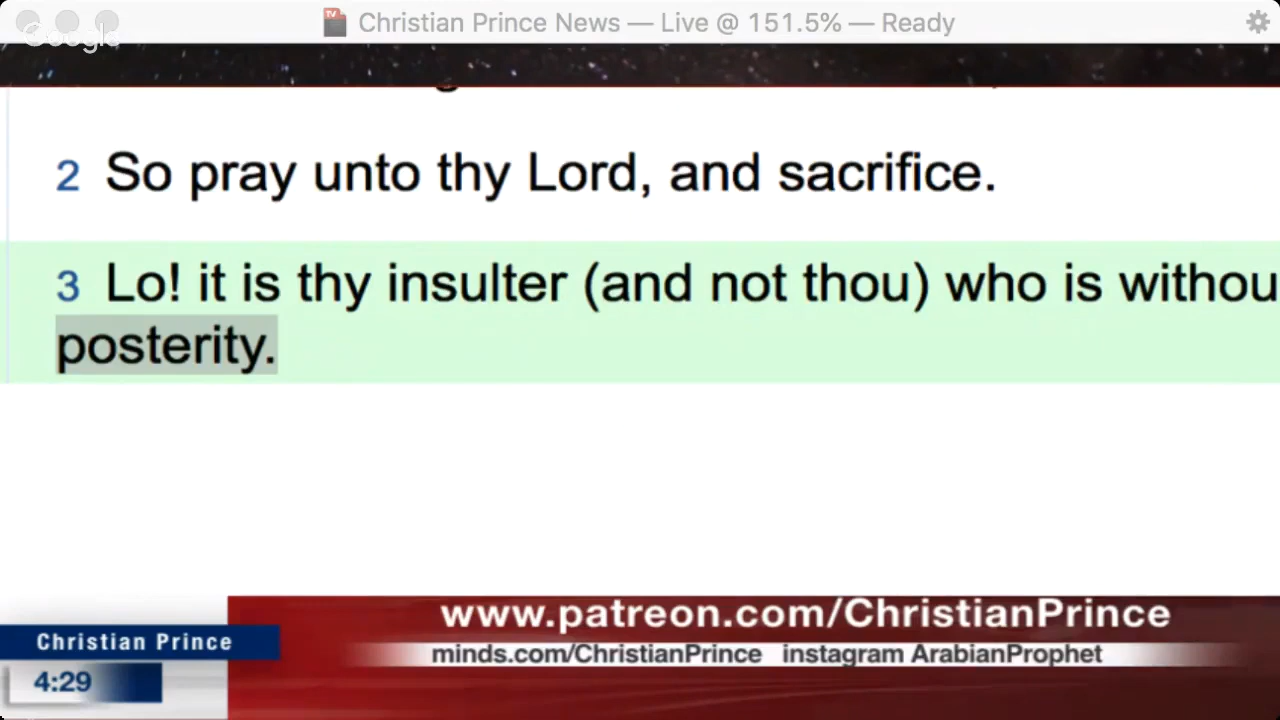 Christian Prince News — Live @ 151.5% — Ready
Google
2 So pray unto thy Lord, and sacrifice.
3 Lo! it is thy insulter (and not thou) who is withou
posterity.
www.patreon.com/ChristianPrince
Christian Prince
minds.com/ChristianPrince instagram ArabianProphet
4:29